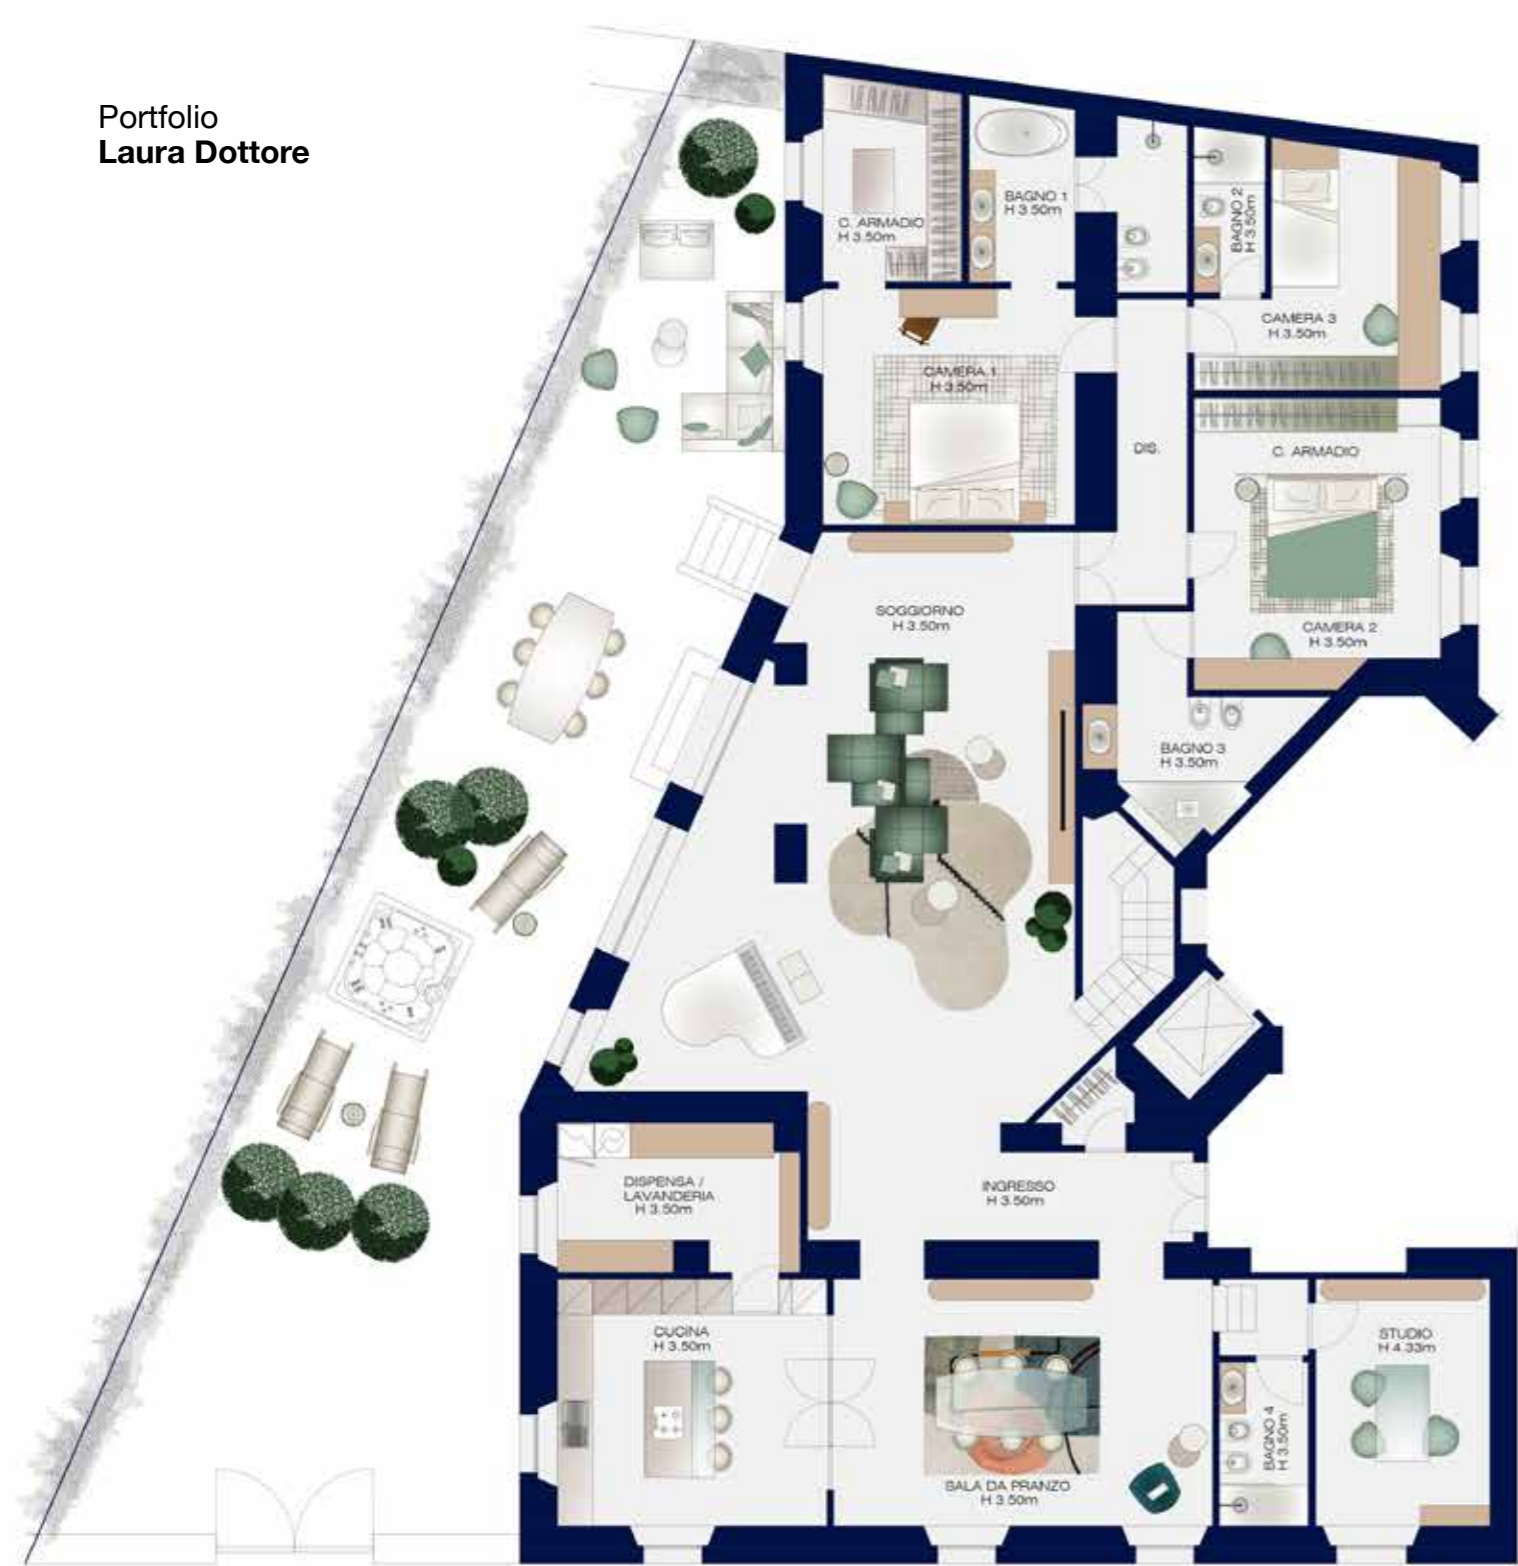 Portfolio
Laura Dottore
C. ARMADIO
H 3.50m
BAGNO 1
H 3.50m
BAGNO 2
H 3.50m
CAMERA 3
H 3.50m
CAMERA 1
H 3.50m
DIS.
C. ARMADIO
CAMERA 2
H 3.50m
SOGGIORNO
H 3.50m
BAGNO 3
H 3.50m
DISPENSA /
LAVANDERIA
H 3.50m
INGRESSO
H 3.50m
CUCINA
H 3.50m
STUDIO
H 4.33m
BAGNO 4
H 3.50m
SALA DA PRANZO
H 3.50m